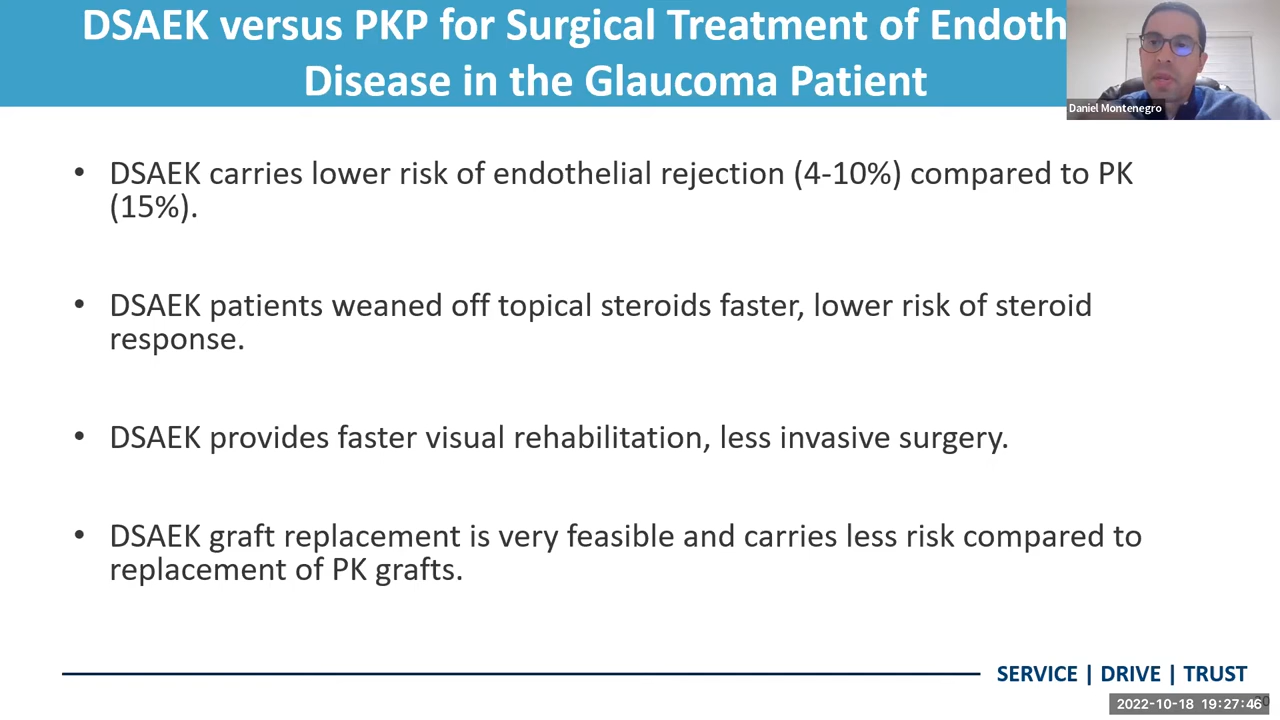 DSAEK versus PKP for Surgical Treatment of Endoth
Disease in the Glaucoma Patient
Daniel Montenegro
• DSAEK carries lower risk of endothelial rejection (4-10%) compared to PK
(15%).
• DSAEK patients weaned off topical steroids faster, lower risk of steroid
response.
• DSAEK provides faster visual rehabilitation, less invasive surgery.
• DSAEK graft replacement is very feasible and carries less risk compared to
replacement of PK grafts.
SERVICE | DRIVE | TRUST
2022-10-18 19:27:46